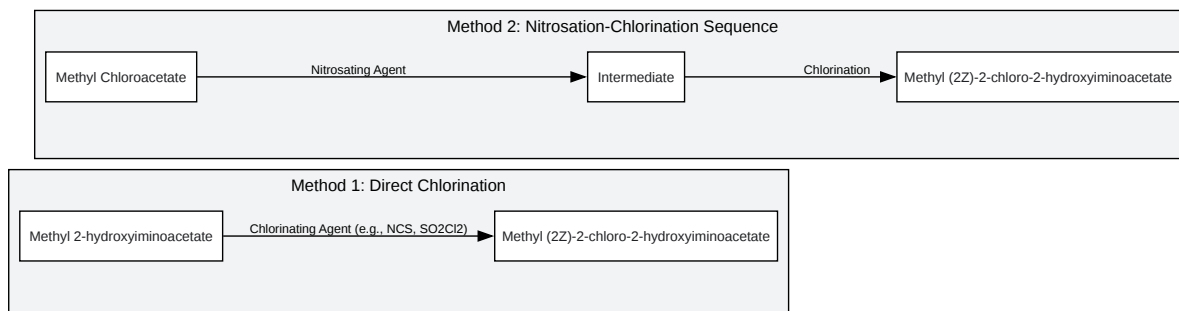 Method 2: Nitrosation-Chlorination Sequence
Methyl Chloroacetate
Nitrosating Agent
Intermediate
Chlorination
Methyl (2Z)-2-chloro-2-hydroxyiminoacetate
Method 1: Direct Chlorination
Methyl 2-hydroxyiminoacetate
Chlorinating Agent (e.g., NCS, SO2Cl2)
Methyl (2Z)-2-chloro-2-hydroxyiminoacetate